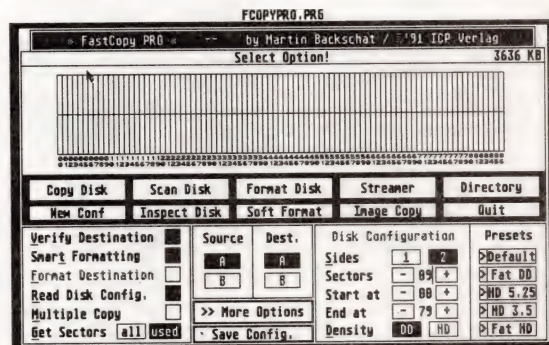 FCOPYPRO.PRG
» FastCopy PRO « -- by Martin Backschat / '91 ICP Verlag
Select Option! 3636 KB
000000000011111111112222222222333333333344444444445555555555666666666677777777778888888
012345678901234567890123456789012345678901234567890123456789012345678901234567890123456
Copy Disk Scan Disk Format Disk Streamer Directory
New Conf Inspect Disk Soft Format Image Copy Quit
Verify Destination
Smart Formatting
Format Destination
Read Disk Config.
Multiple Copy
Get Sectors all used
Source Dest.
A A
B B
>> More Options
· Save Config.
Disk Configuration
Sides 1 2
Sectors - 09 +
Start at - 00 +
End at - 79 +
Density DD HD
Presets
>Default
>Fat DD
>HD 5.25
>HD 3.5
>Fat HD